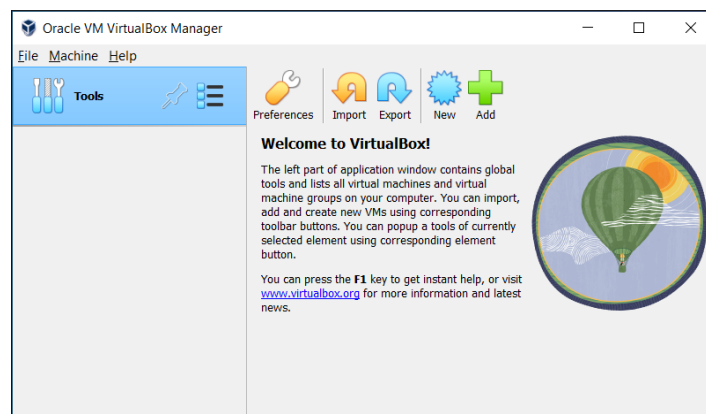 Oracle VM VirtualBox Manager
File Machine Help
Tools
Preferences Import Export New Add
Welcome to VirtualBox!
The left part of application window contains global
tools and lists all virtual machines and virtual
machine groups on your computer. You can import,
add and create new VMs using corresponding
toolbar buttons. You can popup a tools of currently
selected element using corresponding element
button.
You can press the F1 key to get instant help, or visit
www.virtualbox.org for more information and latest
news.